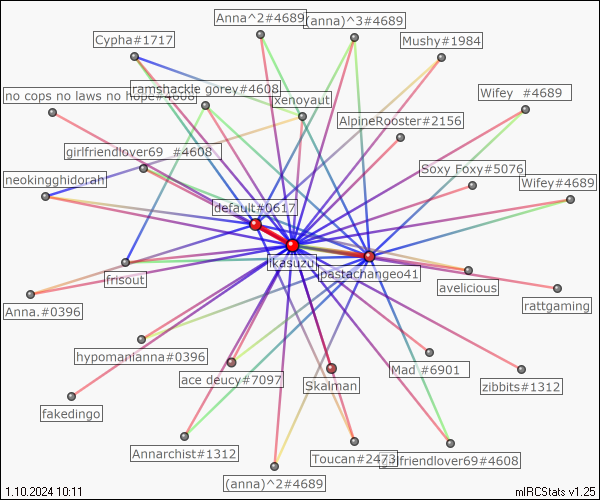 Anna^2#4689
(anna)^3#4689
Cypha#1717
Mushy#1984
ramshackle gorey#4608
no cops no laws no hope#4608
xenoyaut
Wifey #4689
AlpineRooster#2156
girlfriendlover69 #4608
Soxy Foxy#5076
neokingghidorah
Wifey#4689
default#0617
ikasuzu
pastachangeo41
frisout
avelicious
rattgaming
Anna.#0396
hypomanianna#0396
Mad #6901
ace deucy#7097
Skalman
zibbits#1312
fakedingo
Annarchist#1312
Toucan#2473
girlfriendlover69#4608
(anna)^2#4689
1.10.2024 10:11
mIRCStats v1.25